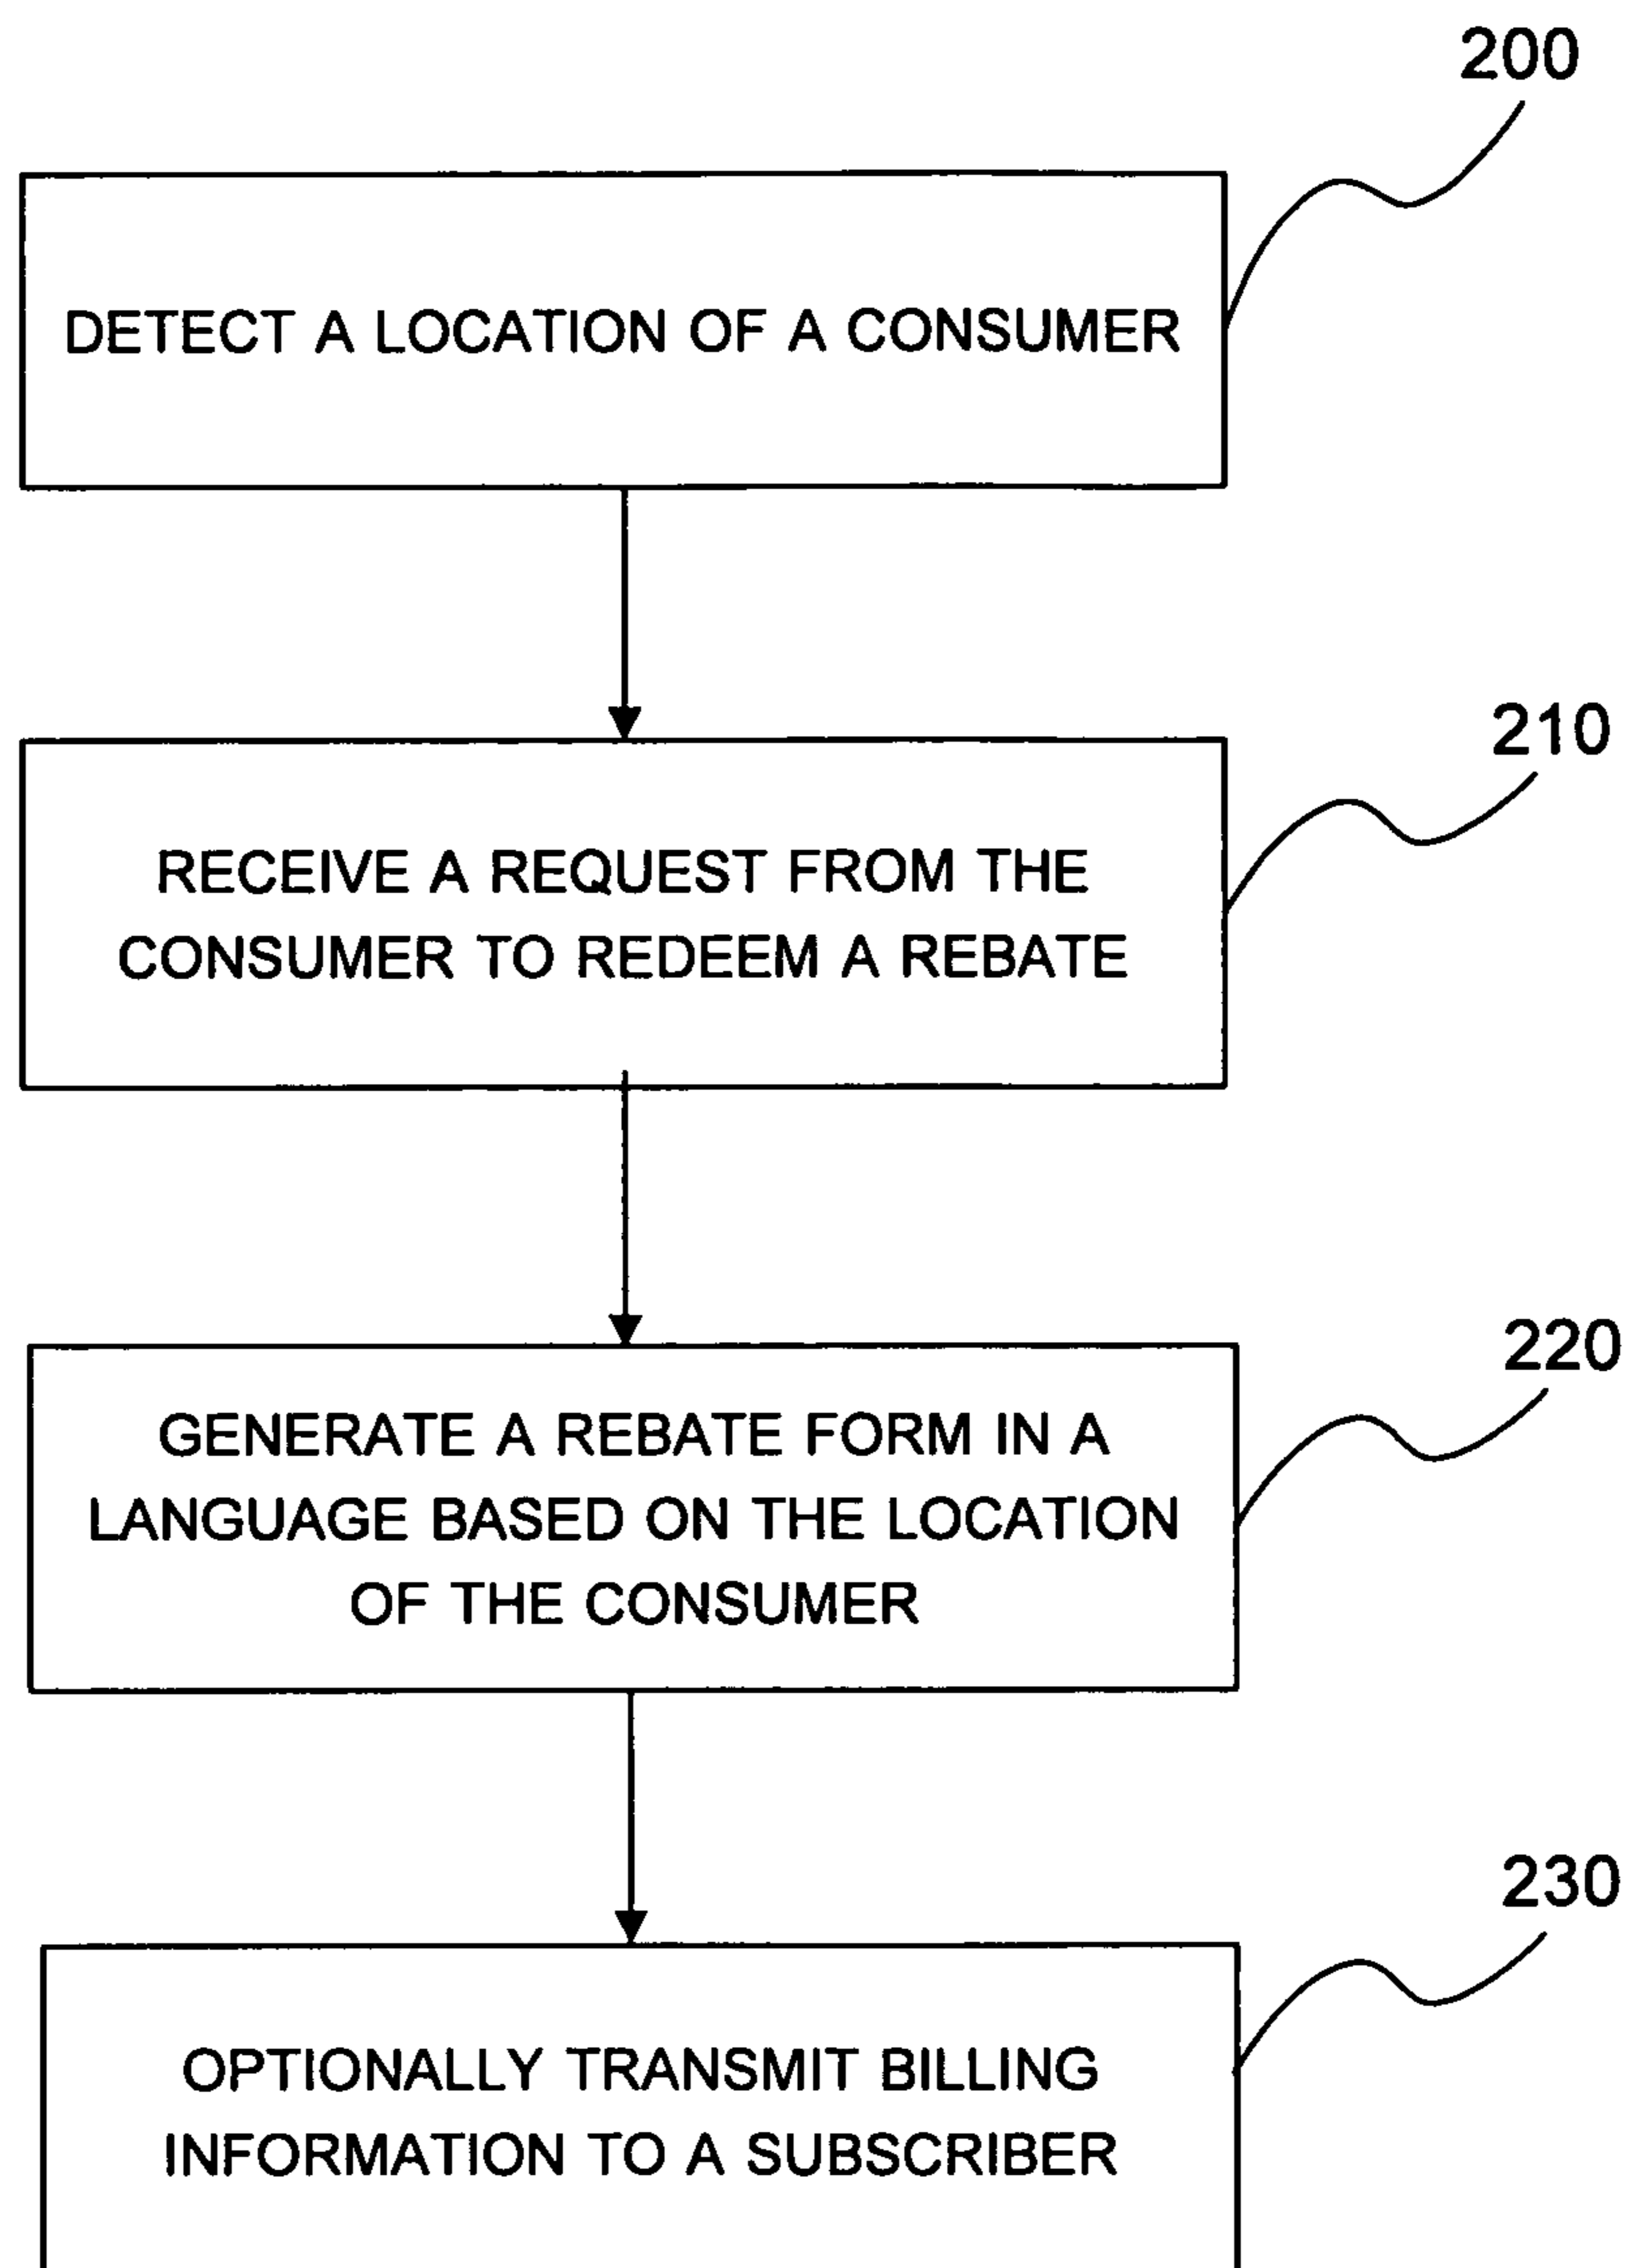 200
DETECT A LOCATION OF A CONSUMER
210
RECEIVE A REQUEST FROM THE
CONSUMER TO REDEEM A REBATE
220
GENERATE A REBATE FORM IN A
LANGUAGE BASED ON THE LOCATION
OF THE CONSUMER
230
OPTIONALLY TRANSMIT BILLING
INFORMATION TO A SUBSCRIBER